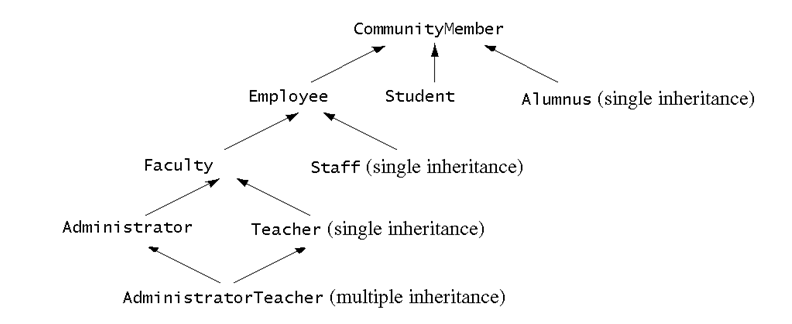 CommunityMember
Employee Student Alumnus (single inheritance)
Faculty Staff (single inheritance)
Administrator Teacher (single inheritance)
AdministratorTeacher (multiple inheritance)